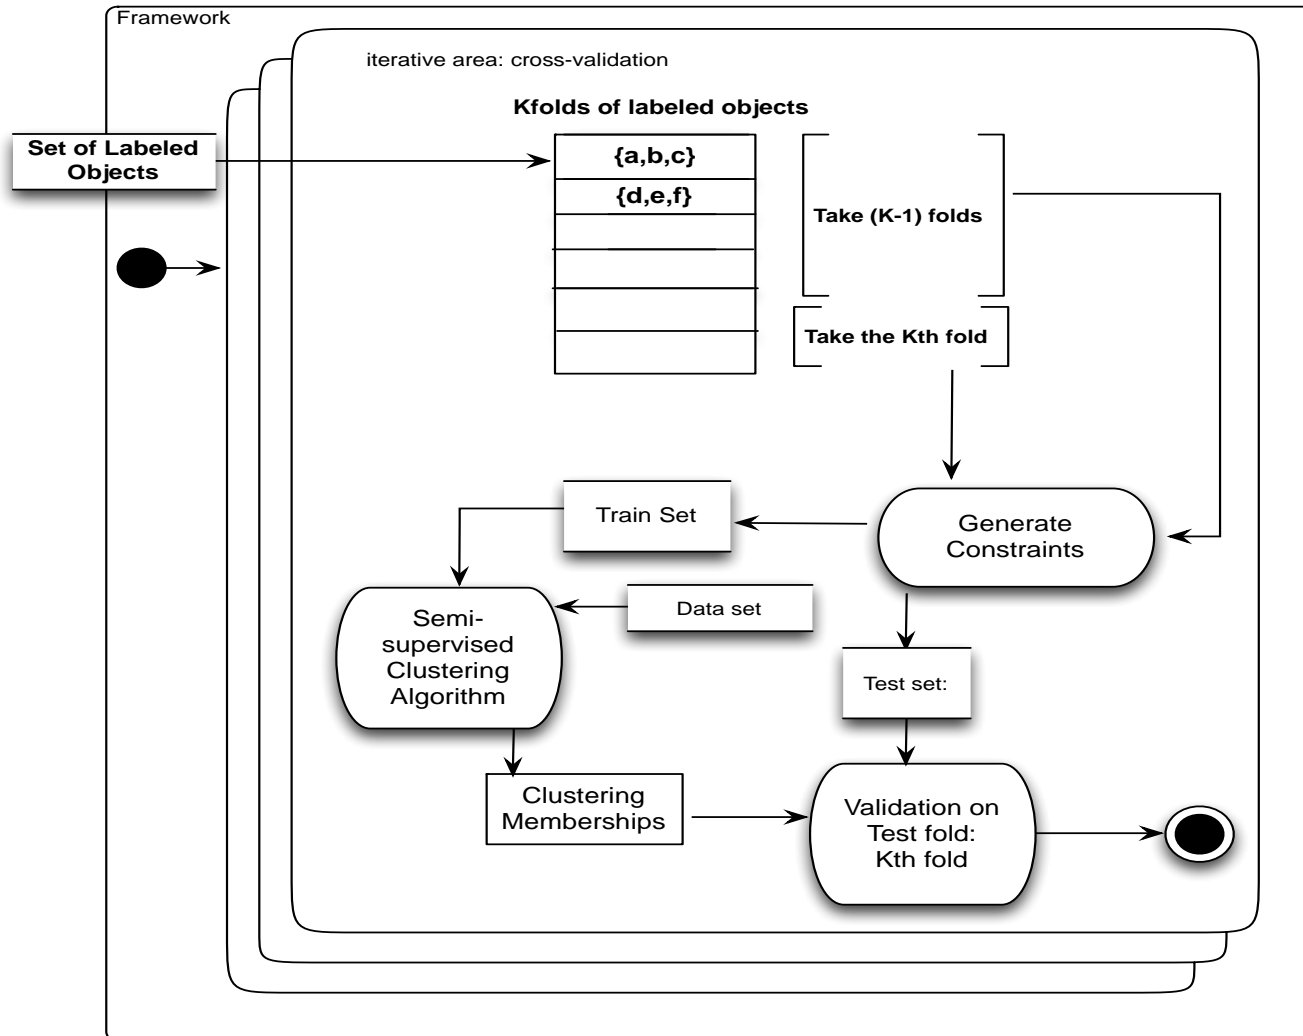 Framework
iterative area: cross-validation
Kfolds of labeled objects
Set of Labeled
Objects
{a,b,c}
{d,e,f}
Take (K-1) folds
Take the Kth fold
Train Set
Generate
Constraints
Data set
Semi-
supervised
Clustering
Algorithm
Test set:
Clustering
Memberships
Validation on
Test fold:
Kth fold